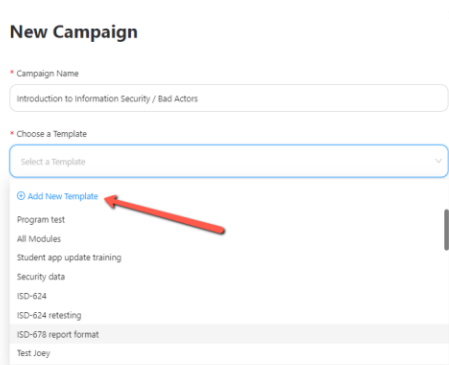 New Campaign
* Campaign Name
Introduction to Information Security / Bad Actors
* Choose a Template
Select a Template
Add New Template
Program test
All Modules
Student app update training
Security data
ISD-624
ISD-624 retesting
ISD-678 report format
Test Joey